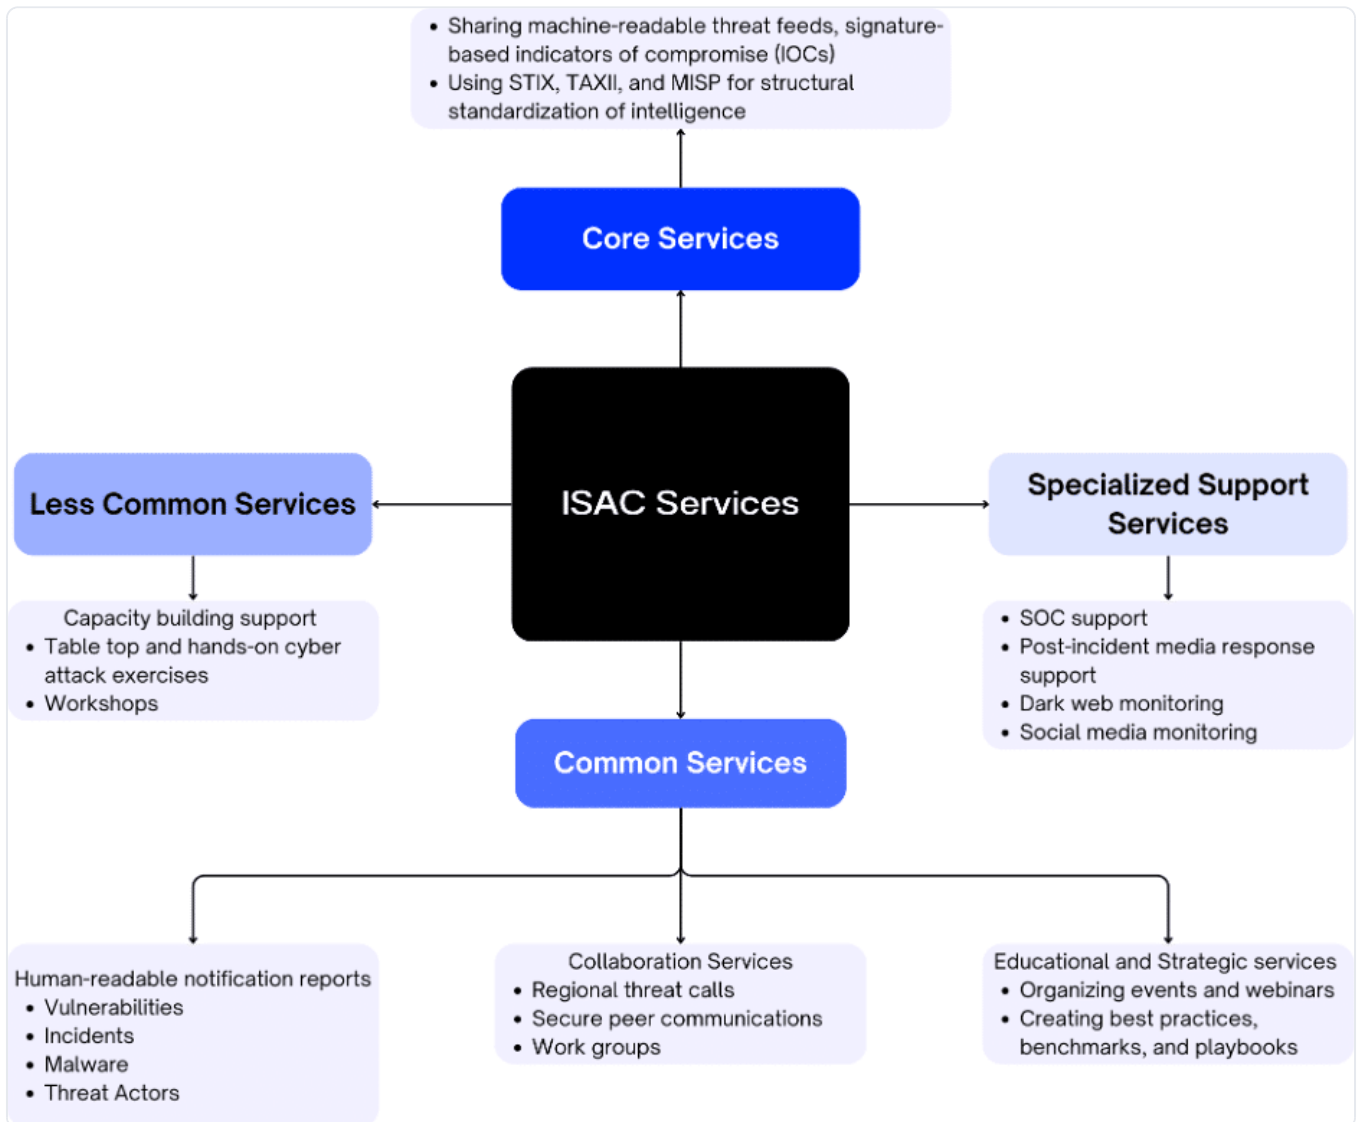 • Sharing machine-readable threat feeds, signature-
based indicators of compromise (IOCs)
• Using STIX, TAXII, and MISP for structural
standardization of intelligence
Core Services
ISAC Services
Less Common Services
Capacity building support
• Table top and hands-on cyber
attack exercises
• Workshops
Specialized Support
Services
• SOC support
• Post-incident media response
support
• Dark web monitoring
• Social media monitoring
Common Services
Human-readable notification reports
• Vulnerabilities
• Incidents
• Malware
• Threat Actors
Collaboration Services
• Regional threat calls
• Secure peer communications
• Work groups
Educational and Strategic services
• Organizing events and webinars
• Creating best practices,
benchmarks, and playbooks